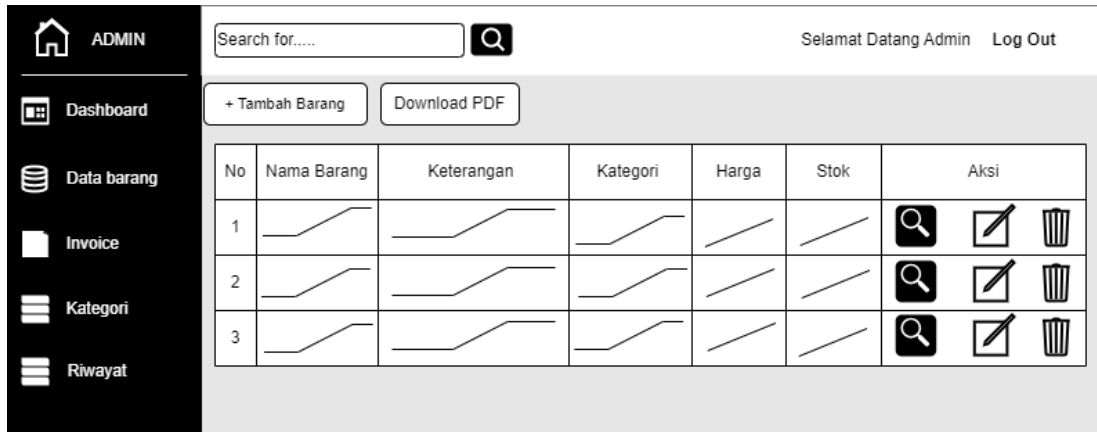 ADMIN
Search for.....
Selamat Datang Admin
Log Out
Dashboard
Data barang
Invoice
Kategori
Riwayat
+ Tambah Barang
Download PDF
No Nama Barang Keterangan Kategori Harga Stok Aksi
1
2
3